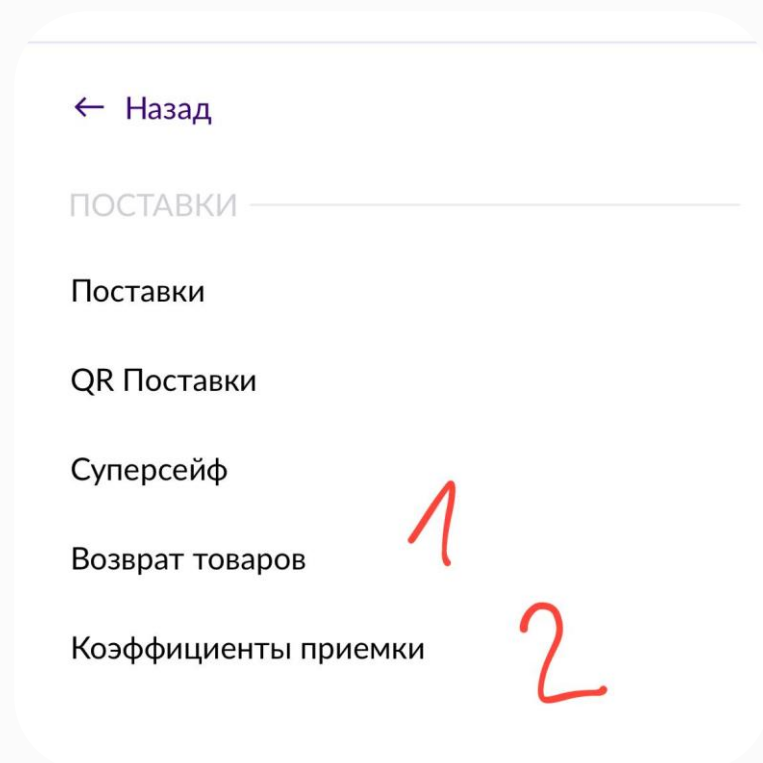 ← Назад
ПОСТАВКИ
Поставки
QR Поставки
Суперсейф
Возврат товаров 1
Коэффициенты приемки 2